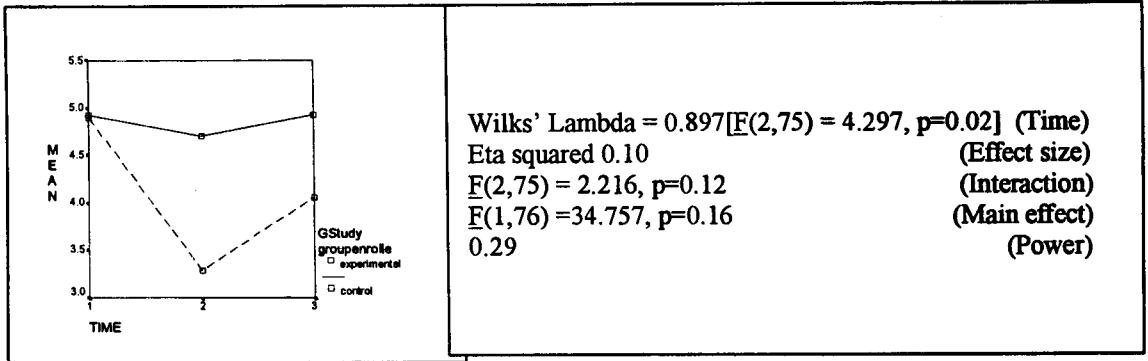 5.5
5.0
4.5
4.0
3.5
3.0
M
E
A
N
1 2 3
TIME
GStudy
groupenrolle
experimental
control
Wilks' Lambda = 0.897[F(2,75) = 4.297, p=0.02] (Time)
Eta squared 0.10 (Effect size)
F(2,75) = 2.216, p=0.12 (Interaction)
F(1,76) =34.757, p=0.16 (Main effect)
0.29 (Power)